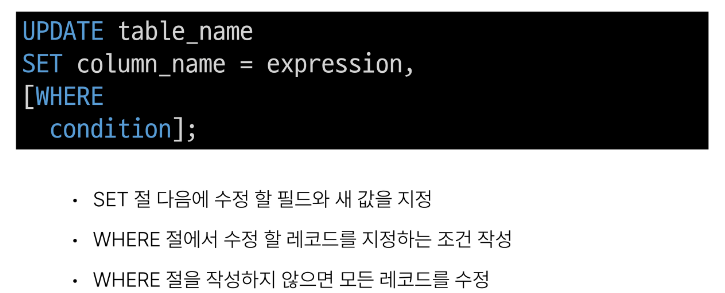 UPDATE table_name
SET column_name = expression,
[WHERE
condition];
• SET 절 다음에 수정 할 필드와 새 값을 지정
• WHERE 절에서 수정 할 레코드를 지정하는 조건 작성
• WHERE 절을 작성하지 않으면 모든 레코드를 수정